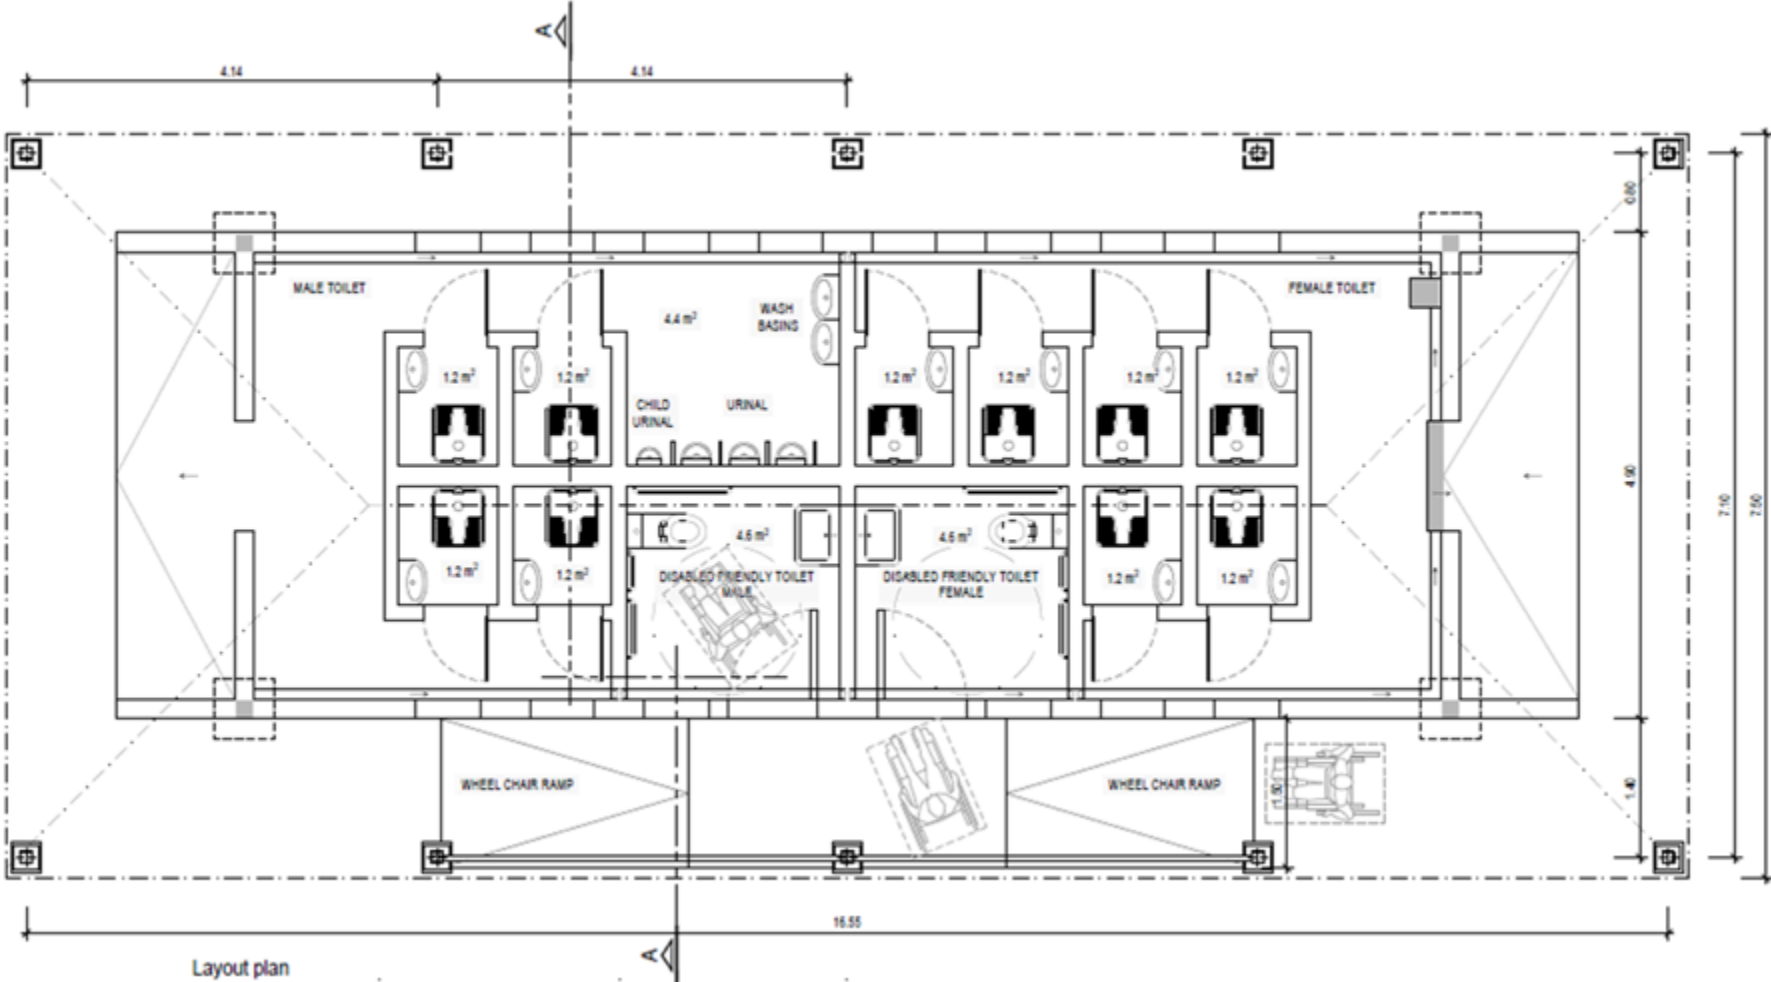 A
4.14
4.14
0.80
MALE TOILET
4.4 m²
WASH
BASINS
FEMALE TOILET
1.2 m²
1.2 m²
1.2 m²
1.2 m²
1.2 m²
1.2 m²
CHILD
URINAL
URINAL
4.90
7.10
7.50
4.6 m²
4.6 m²
1.2 m²
1.2 m²
DISABLED FRIENDLY TOILET
MALE
DISABLED FRIENDLY TOILET
FEMALE
1.2 m²
1.2 m²
WHEEL CHAIR RAMP
WHEEL CHAIR RAMP
1.50
1.40
16.55
A
Layout plan